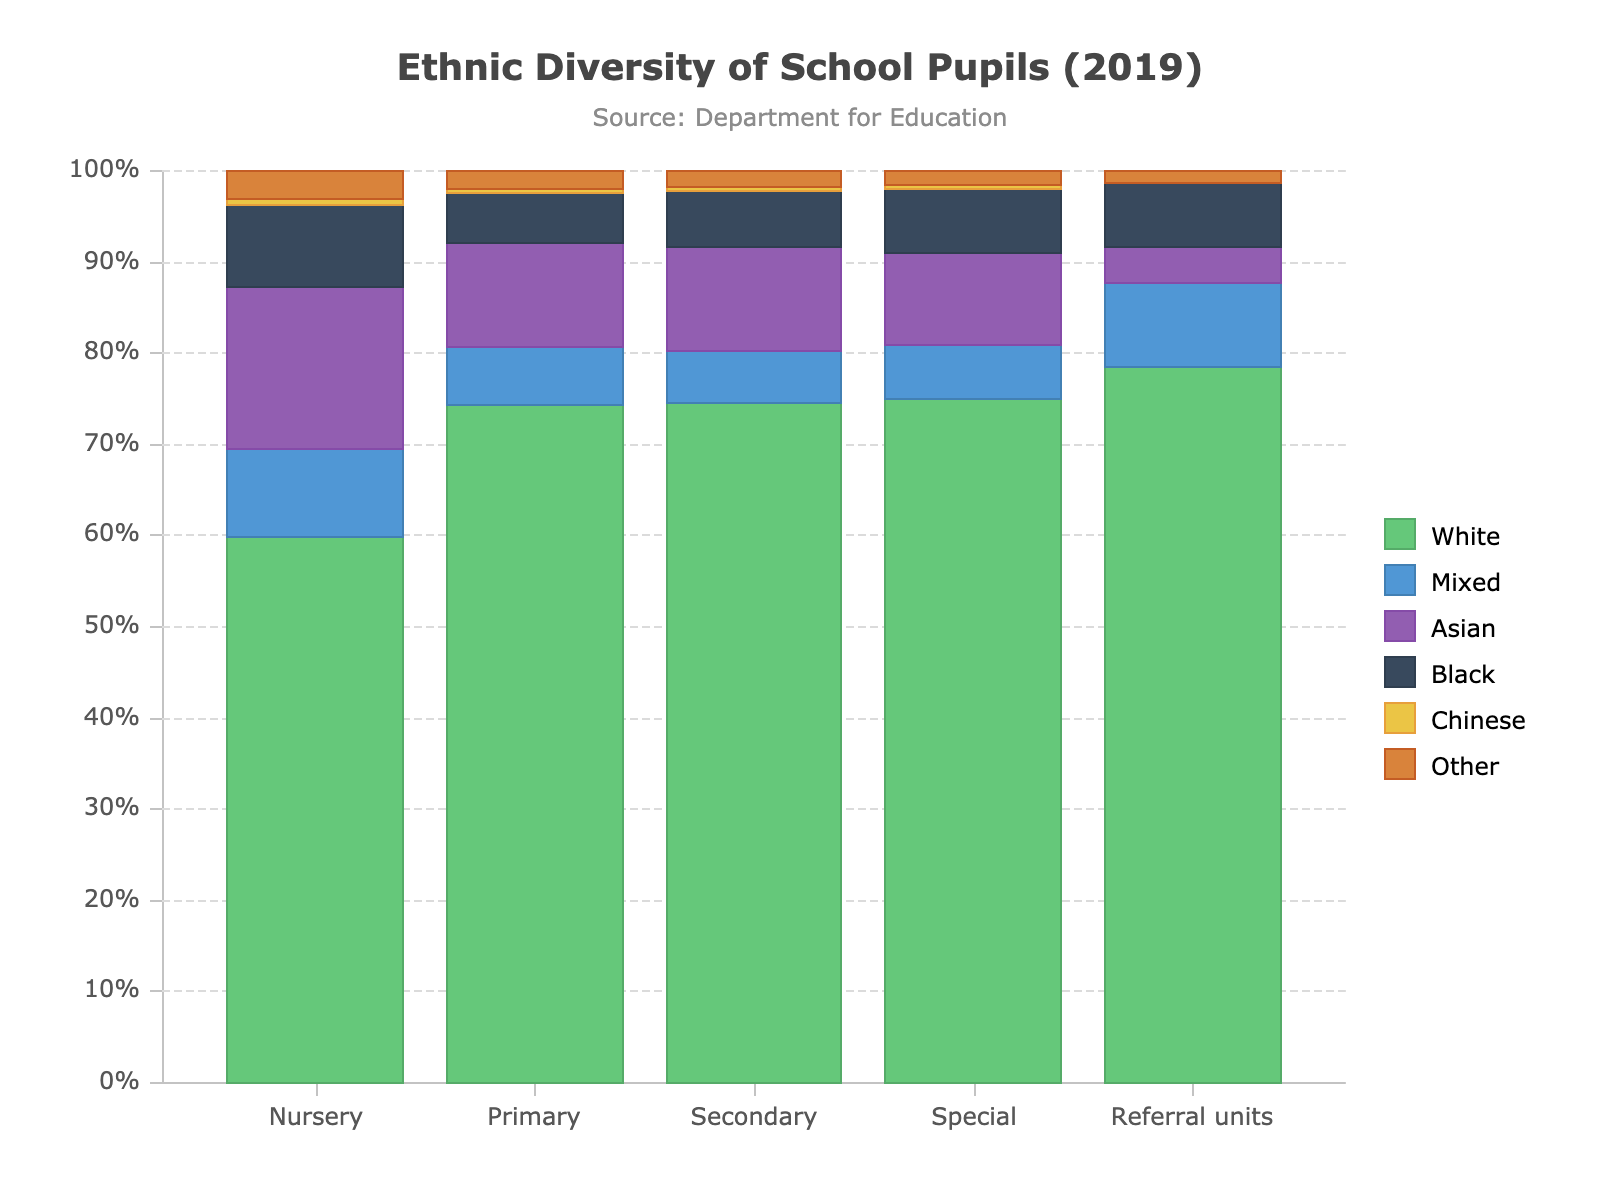 Ethnic Diversity of School Pupils (2019)
Source: Department for Education
100%
90%
80%
70%
60%
50%
40%
30%
20%
10%
0%
Nursery
Primary
Secondary
Special
Referral units
White
Mixed
Asian
Black
Chinese
Other